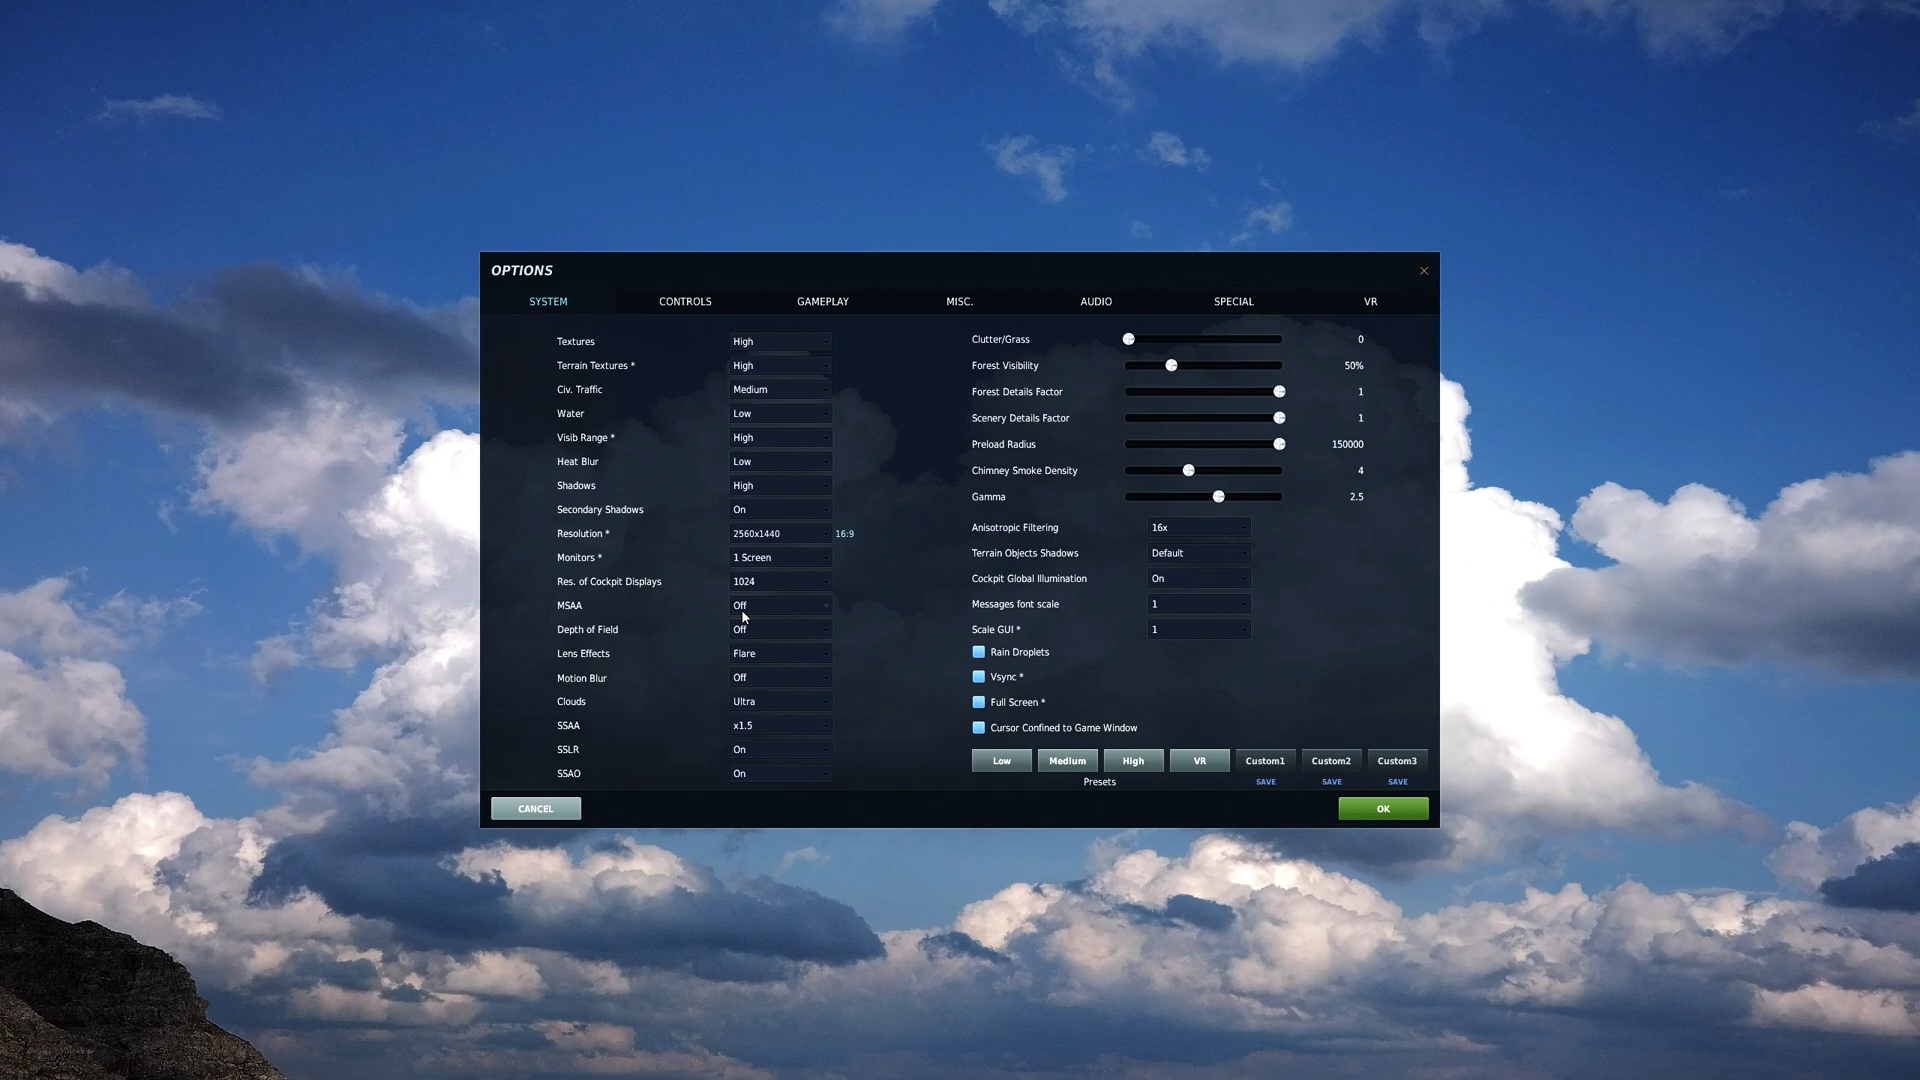 OPTIONS
SYSTEM CONTROLS GAMEPLAY MISC. AUDIO SPECIAL VR
Textures High
Terrain Textures * High
Civ. Traffic Medium
Water Low
Visib Range * High
Heat Blur Low
Shadows High
Secondary Shadows On
Resolution * 2560x1440 16:9
Monitors * 1 Screen
Res. of Cockpit Displays 1024
MSAA Off
Depth of Field Off
Lens Effects Flare
Motion Blur Off
Clouds Ultra
SSAA x1.5
SSLR On
SSAO On
Clutter/Grass 0
Forest Visibility 50%
Forest Details Factor 1
Scenery Details Factor 1
Preload Radius 150000
Chimney Smoke Density 4
Gamma 2.5
Anisotropic Filtering 16x
Terrain Objects Shadows Default
Cockpit Global Illumination On
Messages font scale 1
Scale GUI * 1
Rain Droplets
Vsync *
Full Screen *
Cursor Confined to Game Window
Low Medium High VR Custom1 Custom2 Custom3
Presets SAVE SAVE SAVE
CANCEL OK